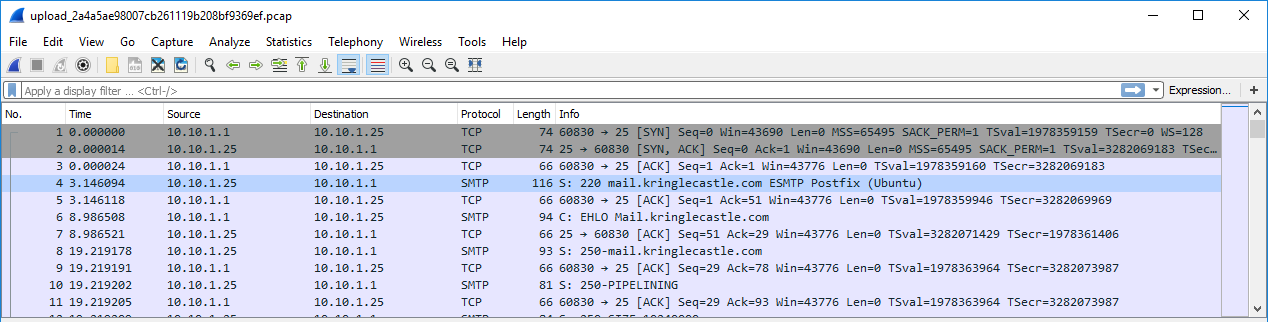 upload_2a4a5ae98007cb261119b208bf9369ef.pcap
File Edit View Go Capture Analyze Statistics Telephony Wireless Tools Help
Apply a display filter ... <Ctrl-/> Expression... +
No. Time Source Destination Protocol Length Info
1 0.000000 10.10.1.1 10.10.1.25 TCP 74 60830 → 25 [SYN] Seq=0 Win=43690 Len=0 MSS=65495 SACK_PERM=1 TSval=1978359159 TSecr=0 WS=128
2 0.000014 10.10.1.25 10.10.1.1 TCP 74 25 → 60830 [SYN, ACK] Seq=0 Ack=1 Win=43690 Len=0 MSS=65495 SACK_PERM=1 TSval=3282069183 TSec…
3 0.000024 10.10.1.1 10.10.1.25 TCP 66 60830 → 25 [ACK] Seq=1 Ack=1 Win=43776 Len=0 TSval=1978359160 TSecr=3282069183
4 3.146094 10.10.1.25 10.10.1.1 SMTP 116 S: 220 mail.kringlecastle.com ESMTP Postfix (Ubuntu)
5 3.146118 10.10.1.1 10.10.1.25 TCP 66 60830 → 25 [ACK] Seq=1 Ack=51 Win=43776 Len=0 TSval=1978359946 TSecr=3282069969
6 8.986508 10.10.1.1 10.10.1.25 SMTP 94 C: EHLO Mail.kringlecastle.com
7 8.986521 10.10.1.25 10.10.1.1 TCP 66 25 → 60830 [ACK] Seq=51 Ack=29 Win=43776 Len=0 TSval=3282071429 TSecr=1978361406
8 19.219178 10.10.1.25 10.10.1.1 SMTP 93 S: 250-mail.kringlecastle.com
9 19.219191 10.10.1.1 10.10.1.25 TCP 66 60830 → 25 [ACK] Seq=29 Ack=78 Win=43776 Len=0 TSval=1978363964 TSecr=3282073987
10 19.219202 10.10.1.25 10.10.1.1 SMTP 81 S: 250-PIPELINING
11 19.219205 10.10.1.1 10.10.1.25 TCP 66 60830 → 25 [ACK] Seq=29 Ack=93 Win=43776 Len=0 TSval=1978363964 TSecr=3282073987